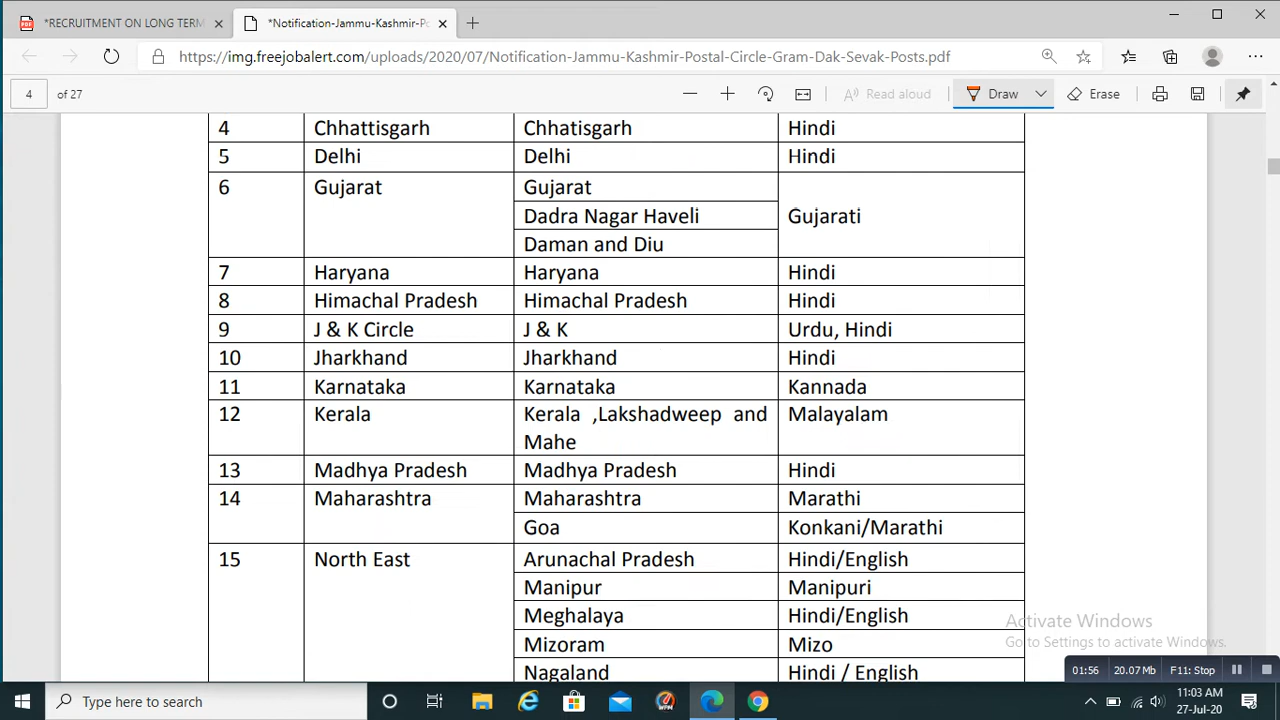 *RECRUITMENT ON LONG TERM
*Notification-Jammu-Kashmir-Po
https://img.freejobalert.com/uploads/2020/07/Notification-Jammu-Kashmir-Postal-Circle-Gram-Dak-Sevak-Posts.pdf
4 of 27
Read aloud
Draw
Erase
4 Chhattisgarh Chhatisgarh Hindi
5 Delhi Delhi Hindi
6 Gujarat Gujarat
Dadra Nagar Haveli Gujarati
Daman and Diu
7 Haryana Haryana Hindi
8 Himachal Pradesh Himachal Pradesh Hindi
9 J & K Circle J & K Urdu, Hindi
10 Jharkhand Jharkhand Hindi
11 Karnataka Karnataka Kannada
12 Kerala Kerala ,Lakshadweep and Malayalam
Mahe
13 Madhya Pradesh Madhya Pradesh Hindi
14 Maharashtra Maharashtra Marathi
Goa Konkani/Marathi
15 North East Arunachal Pradesh Hindi/English
Manipur Manipuri
Meghalaya Hindi/English
Mizoram Mizo
Nagaland Hindi / English
Activate Windows
Go to Settings to activate Windows.
01:56 20.07 Mb F11: Stop
Type here to search
11:03 AM
27-Jul-20